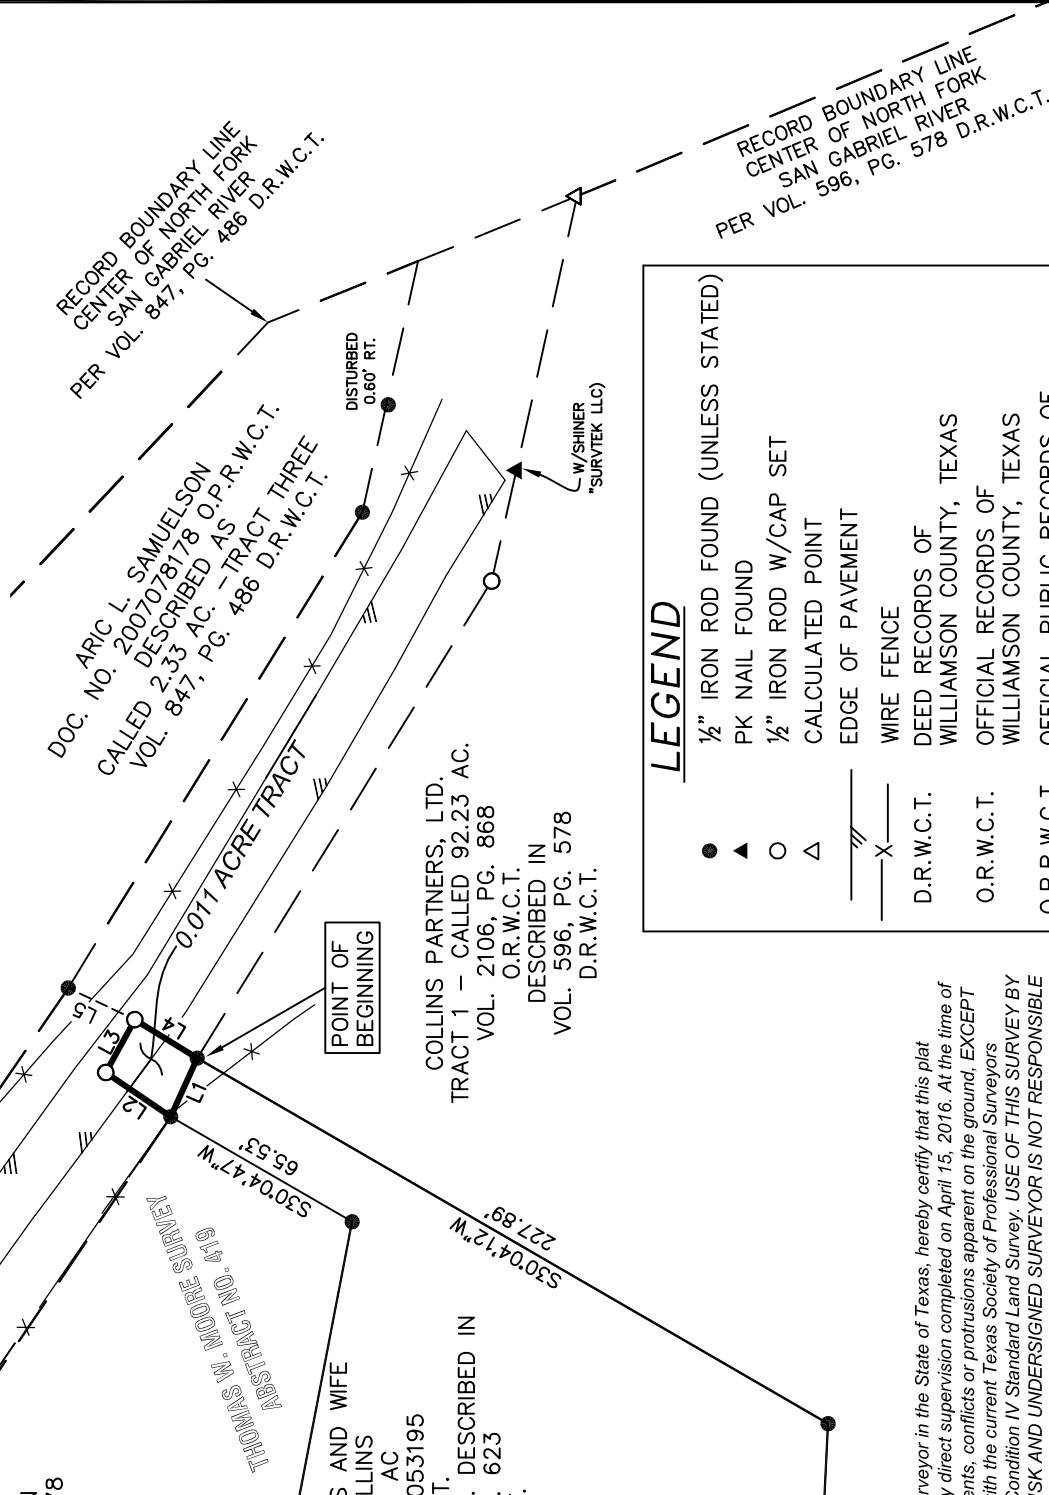 RECORD BOUNDARY LINE
CENTER OF NORTH FORK
SAN GABRIEL RIVER
PER VOL. 847, PG. 486 D.R.W.C.T.
RECORD BOUNDARY LINE
CENTER OF NORTH FORK
SAN GABRIEL RIVER
PER VOL. 596, PG. 578 D.R.W.C.T.
ARIC L. SAMUELSON
DOC. NO. 2007078178 O.P.R.W.C.T.
DESCRIBED AS
CALLED 2.33 AC. -TRACT THREE
VOL. 847, PG. 486 D.R.W.C.T.
DISTURBED
0.60' RT.
W/SHINER
"SURVTEK LLC)
0.011 ACRE TRACT
POINT OF
BEGINNING
L5
L3
L4
L2
L1
COLLINS PARTNERS, LTD.
TRACT 1 - CALLED 92.23 AC.
VOL. 2106, PG. 868
O.R.W.C.T.
DESCRIBED IN
VOL. 596, PG. 578
D.R.W.C.T.
S30°04'47"W
65.53'
S30°04'12"W
227.89'
THOMAS W. MOORE SURVEY
ABSTRACT NO. 419
S AND WIFE
LLINS
AC
053195
T.
. DESCRIBED IN
. 623
78
LEGEND
½" IRON ROD FOUND (UNLESS STATED)
PK NAIL FOUND
½" IRON ROD W/CAP SET
CALCULATED POINT
EDGE OF PAVEMENT
X WIRE FENCE
D.R.W.C.T. DEED RECORDS OF
WILLIAMSON COUNTY, TEXAS
O.R.W.C.T. OFFICIAL RECORDS OF
WILLIAMSON COUNTY, TEXAS
O.P.R.W.C.T. OFFICIAL PUBLIC RECORDS OF
rveyor in the State of Texas, hereby certify that this plat
y direct supervision completed on April 15, 2016. At the time of
ents, conflicts or protrusions apparent on the ground, EXCEPT
ith the current Texas Society of Professional Surveyors
Condition IV Standard Land Survey. USE OF THIS SURVEY BY
ISK AND UNDERSIGNED SURVEYOR IS NOT RESPONSIBLE